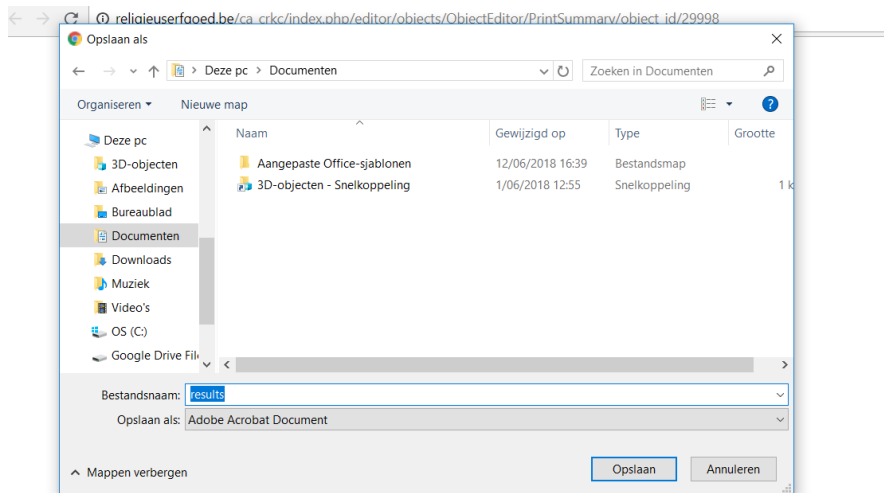 religieuserfgoed.be/ca_crkc/index.php/editor/objects/ObjectEditor/PrintSummary/object_id/29998
Opslaan als
Deze pc > Documenten
Zoeken in Documenten
Organiseren
Nieuwe map
Naam
Gewijzigd op
Type
Grootte
Deze pc
3D-objecten
Afbeeldingen
Bureaublad
Documenten
Downloads
Muziek
Video's
OS (C:)
Google Drive File
Aangepaste Office-sjablonen 12/06/2018 16:39 Bestandsmap
3D-objecten - Snelkoppeling 1/06/2018 12:55 Snelkoppeling 1 k
Bestandsnaam: results
Opslaan als: Adobe Acrobat Document
Mappen verbergen
Opslaan
Annuleren